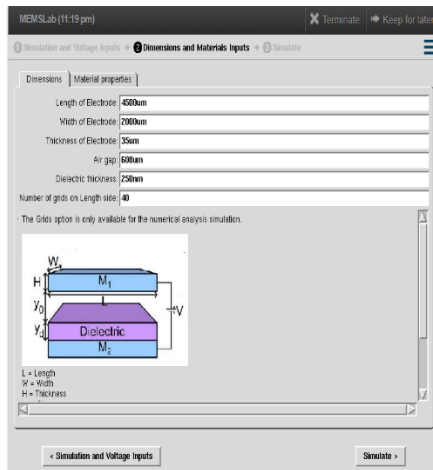 MEMSLab (11:19 pm) Terminate Keep for later
1 Simulation and Voltage Inputs → 2 Dimensions and Materials Inputs → 3 Simulate
Dimensions Material properties
Length of Electrode: 4500um
Width of Electrode: 2000um
Thickness of Electrode: 35um
Air gap: 600um
Dielectric thickness: 250nm
Number of grids on Length side: 40
- The Grids option is only available for the numerical analysis simulation.
W
H M1
L
y0 V
yd Dielectric
M2
L = Length
W = Width
H = Thickness
< Simulation and Voltage Inputs Simulate >